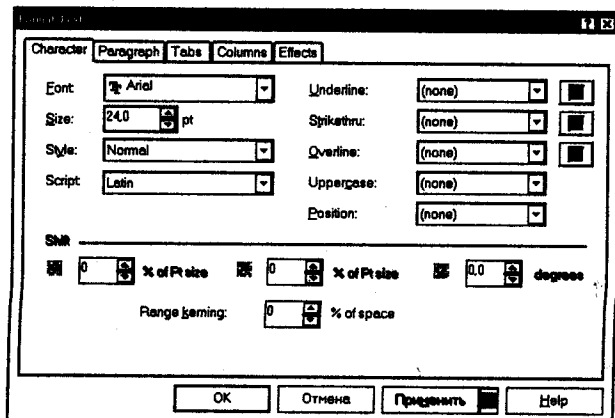 Format Text
Character Paragraph Tabs Columns Effects
Font: Arial
Size: 24,0 pt
Style: Normal
Script: Latin
Underline: (none)
Strikethru: (none)
Overline: (none)
Uppercase: (none)
Position: (none)
Shift
0 % of Pt size 0 % of Pt size 0,0 degrees
Range kerning: 0 % of space
OK Отмена Применить Help